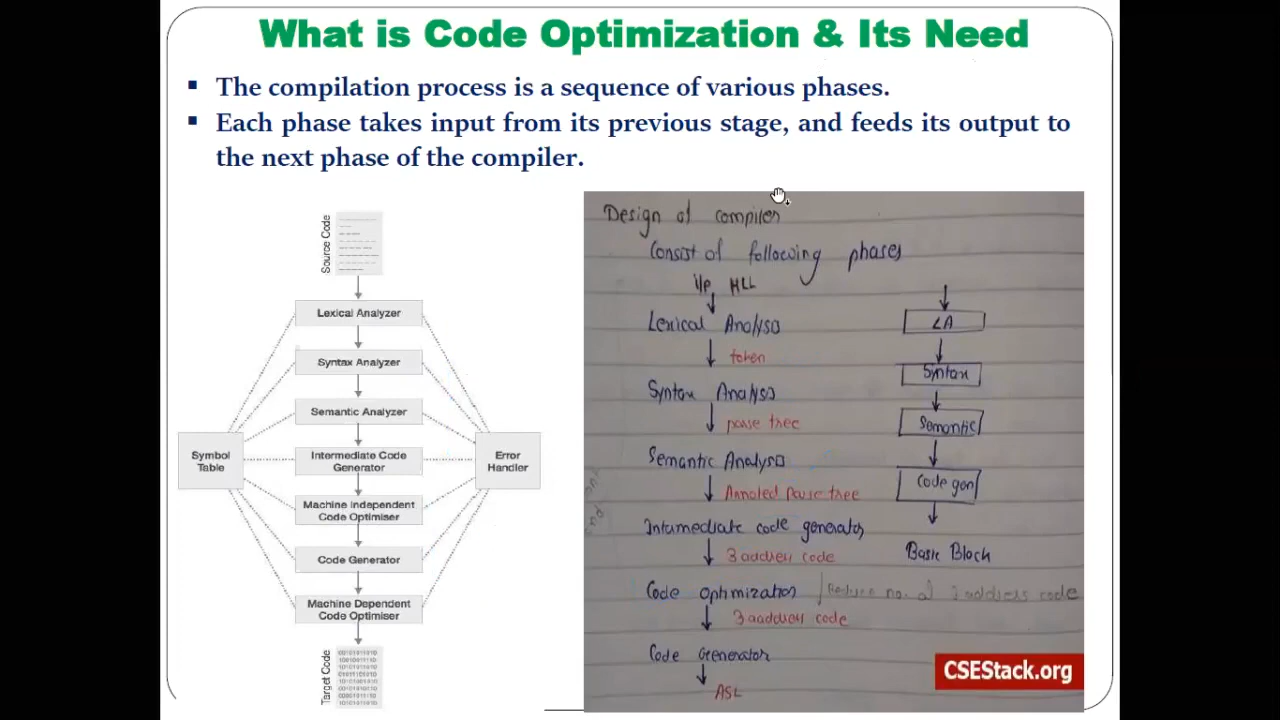 What is Code Optimization & Its Need
▪ The compilation process is a sequence of various phases.
▪ Each phase takes input from its previous stage, and feeds its output to
the next phase of the compiler.
Source Code
Lexical Analyzer
Syntax Analyzer
Semantic Analyzer
Intermediate Code
Generator
Machine Independent
Code Optimiser
Code Generator
Machine Dependent
Code Optimiser
Target Code
Symbol
Table
Error
Handler
Design of compiler
Consist of following phases
i/p HLL
Lexical Analysis
token
Syntax Analysis
parse tree
Semantic Analysis
Annoted parse tree
Intamediate code generator
3 address code
Code optimization / Reduce no. of 3 address code
3 aaddress code
Code Generator
ASL
LA
Syntax
Semantic
Code gen
Basic Block
CSEStack.org